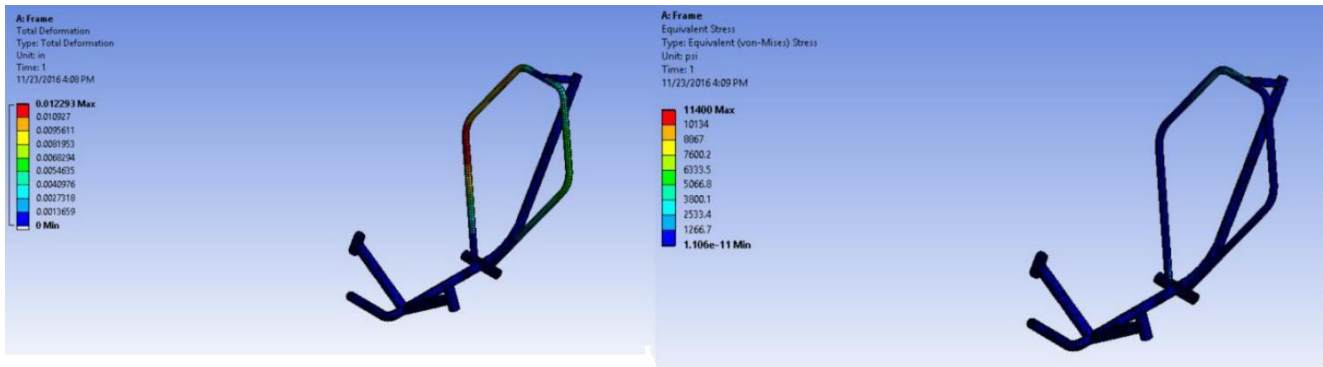 A: Frame
Total Deformation
Type: Total Deformation
Unit: in
Time: 1
11/23/2016 4:08 PM
0.012293 Max
0.010927
0.0095611
0.0081953
0.0068294
0.0054635
0.0040976
0.0027318
0.0013659
0 Min
A: Frame
Equivalent Stress
Type: Equivalent (von-Mises) Stress
Unit: psi
Time: 1
11/23/2016 4:09 PM
11400 Max
10134
8867
7600.2
6333.5
5066.8
3800.1
2533.4
1266.7
1.106e-11 Min